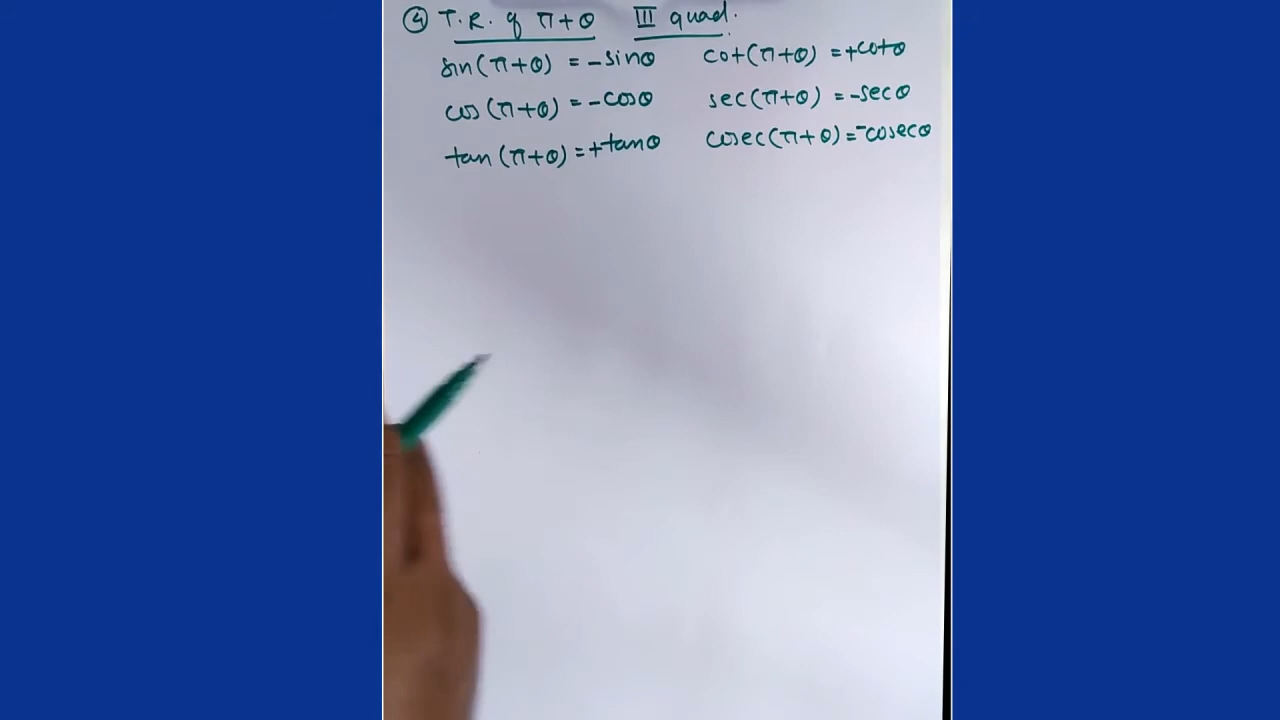 ④ T.R. of π+θ III quad.
sin(π+θ) = -sinθ cot(π+θ) = +cotθ
cos(π+θ) = -cosθ sec(π+θ) = -secθ
tan(π+θ) = +tanθ cosec(π+θ) = -cosecθ